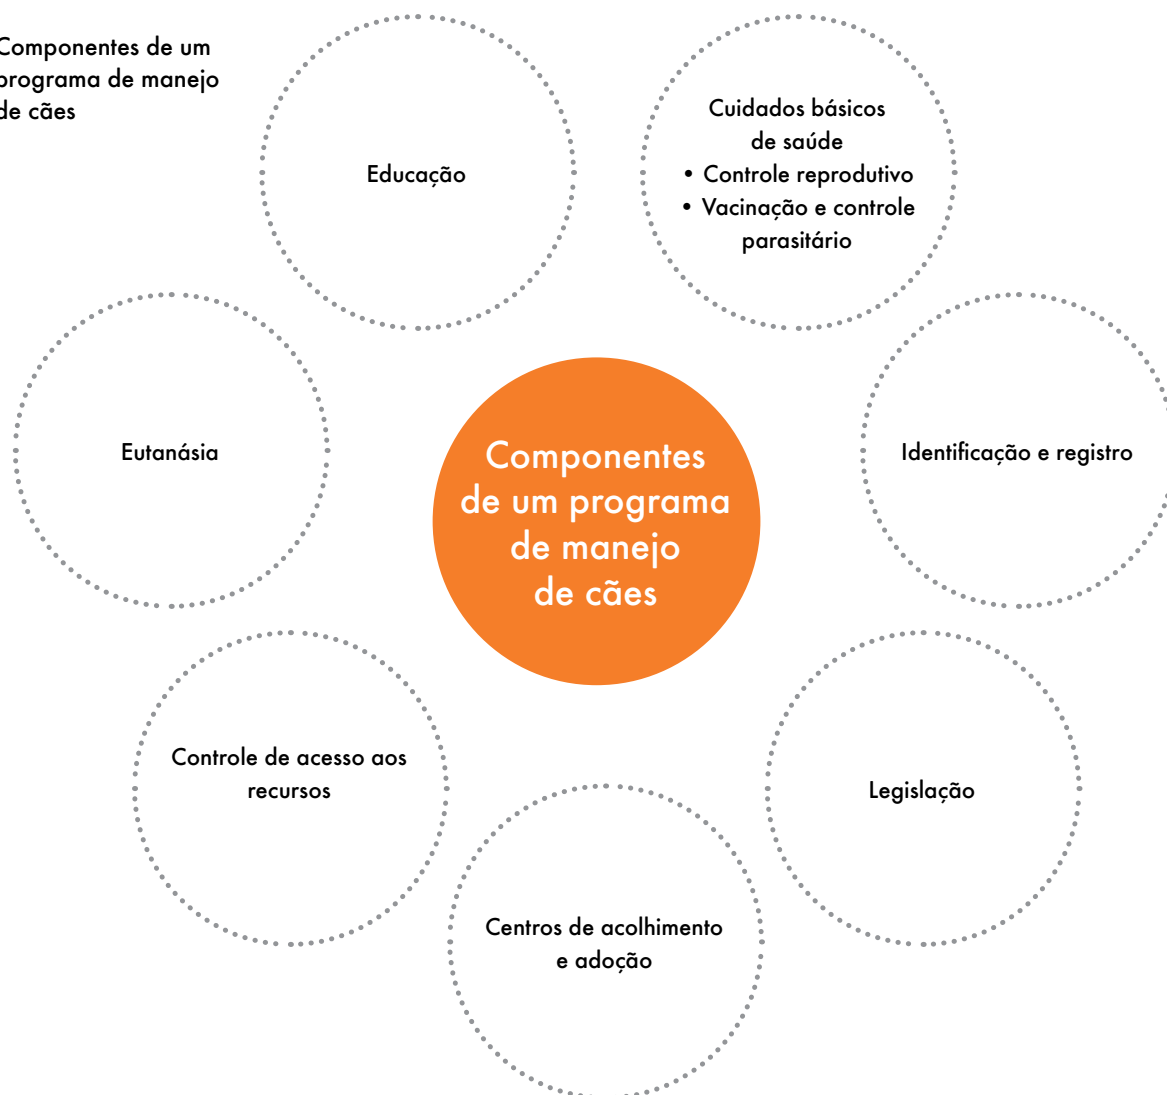 Componentes de um
programa de manejo
de cães
Educação
Cuidados básicos
de saúde
• Controle reprodutivo
• Vacinação e controle
parasitário
Eutanásia
Componentes
de um programa
de manejo
de cães
Identificação e registro
Controle de acesso aos
recursos
Legislação
Centros de acolhimento
e adoção